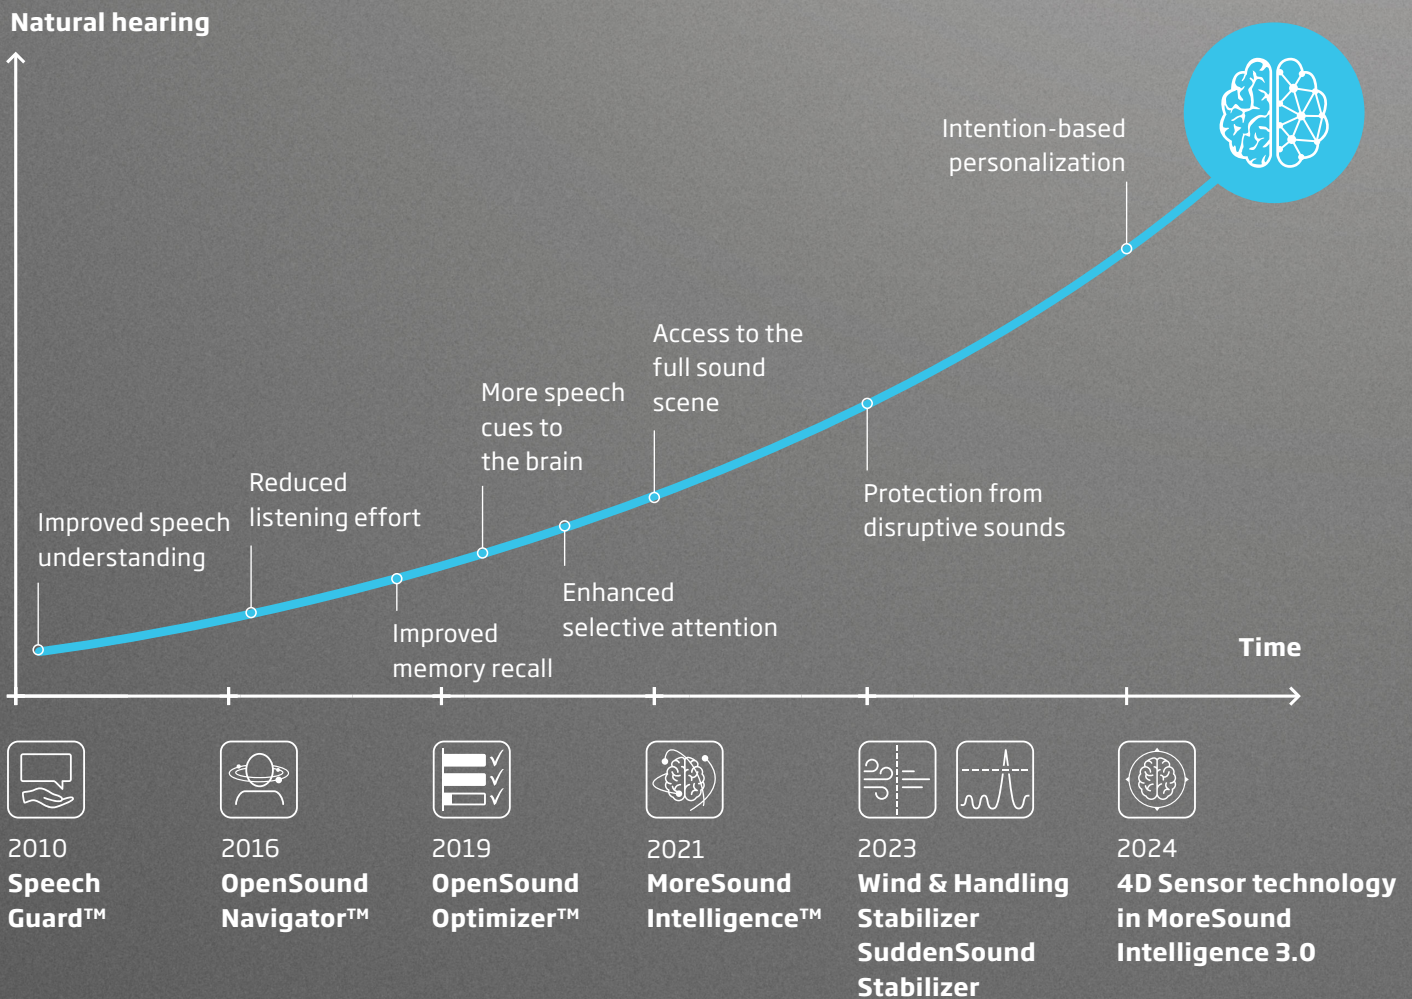 Natural hearing
Intention-based
personalization
Access to the
full sound
scene
More speech
cues to
the brain
Reduced
listening effort
Improved speech
understanding
Protection from
disruptive sounds
Enhanced
selective attention
Improved
memory recall
Time
2010
Speech
Guard™
2016
OpenSound
Navigator™
2019
OpenSound
Optimizer™
2021
MoreSound
Intelligence™
2023
Wind & Handling
Stabilizer
SuddenSound
Stabilizer
2024
4D Sensor technology
in MoreSound
Intelligence 3.0